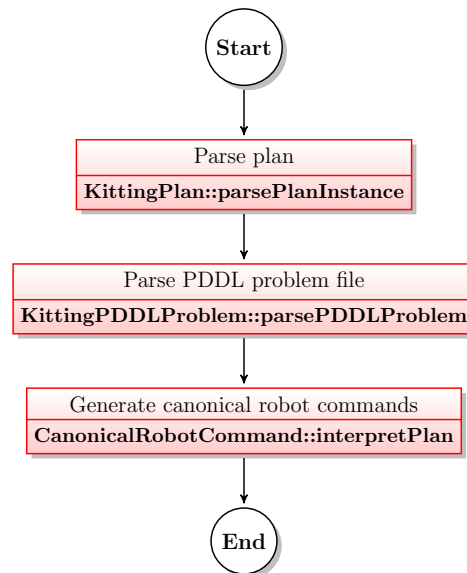 Start
Parse plan
KittingPlan::parsePlanInstance
Parse PDDL problem file
KittingPDDLProblem::parsePDDLProblem
Generate canonical robot commands
CanonicalRobotCommand::interpretPlan
End